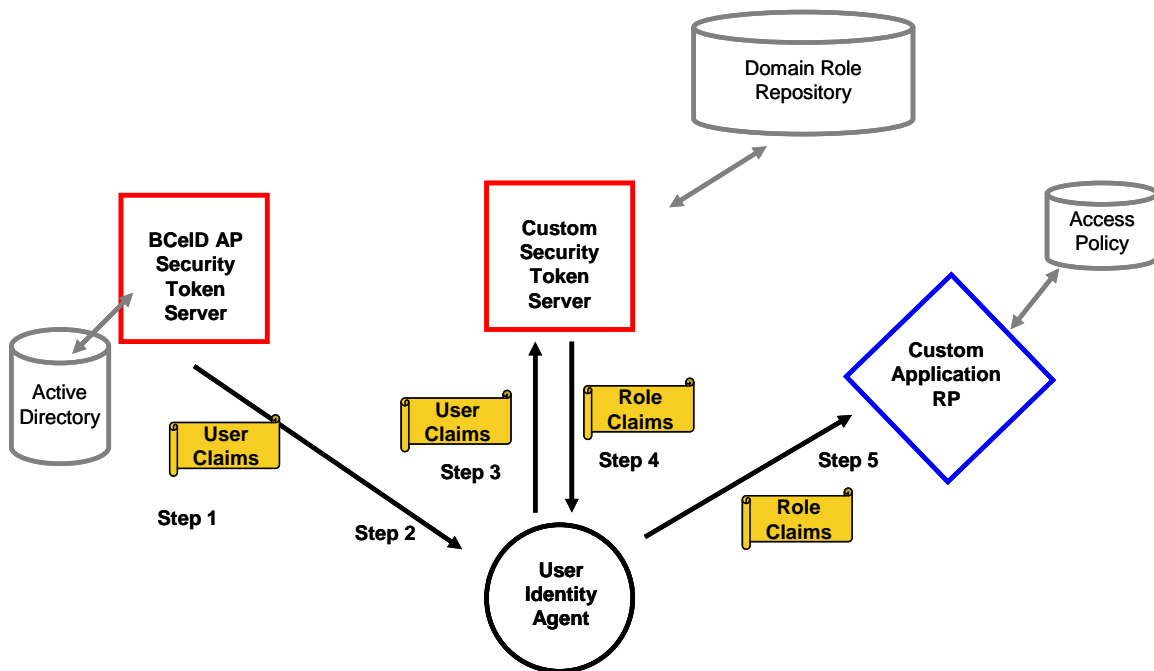 Domain Role
Repository
BCeID AP
Security
Token
Server
Custom
Security
Token
Server
Access
Policy
Active
Directory
Custom
Application
RP
User
Claims
User
Claims
Role
Claims
Step 3
Step 4
Step 5
Step 1
Step 2
Role
Claims
User
Identity
Agent